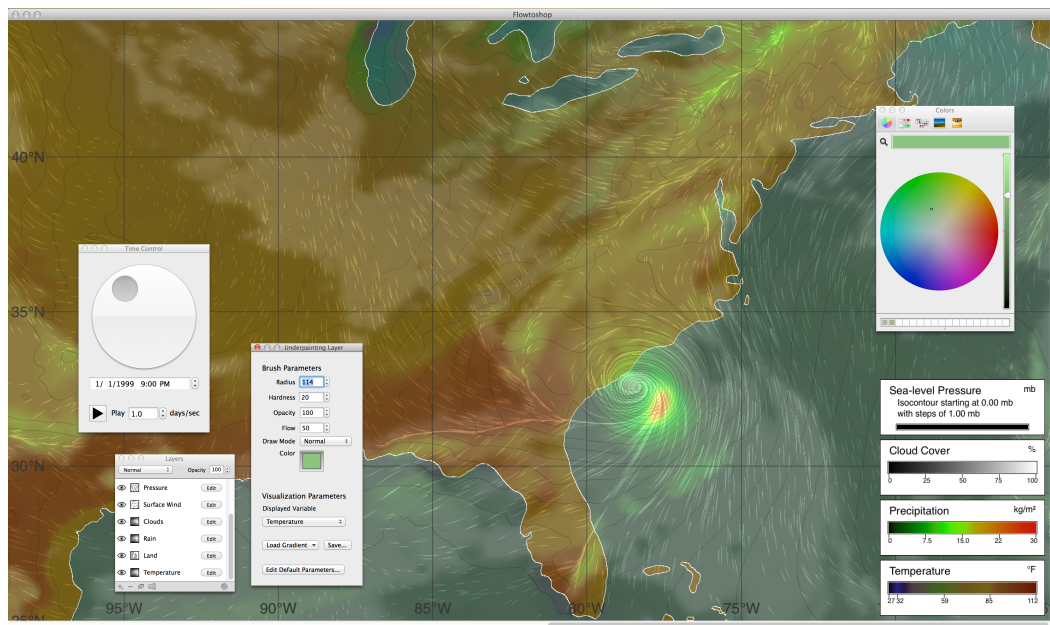 Flowtoshop
40°N
35°N
30°N
25°N
95°W
90°W
85°W
80°W
75°W
Time Control
1/ 1/1999 9:00 PM
Play 1.0 days/sec
Layers
Normal Opacity 100
Pressure Edit
Surface Wind Edit
Clouds Edit
Rain Edit
Land Edit
Temperature Edit
Underpainting Layer
Brush Parameters
Radius 114
Hardness 20
Opacity 100
Flow 50
Draw Mode Normal
Color
Visualization Parameters
Displayed Variable
Temperature
Load Gradient Save...
Edit Default Parameters...
Colors
Sea-level Pressure mb
Isocontour starting at 0.00 mb
with steps of 1.00 mb
Cloud Cover %
0 25 50 75 100
Precipitation kg/m²
0 7.5 15.0 22 30
Temperature °F
27 32 59 85 112